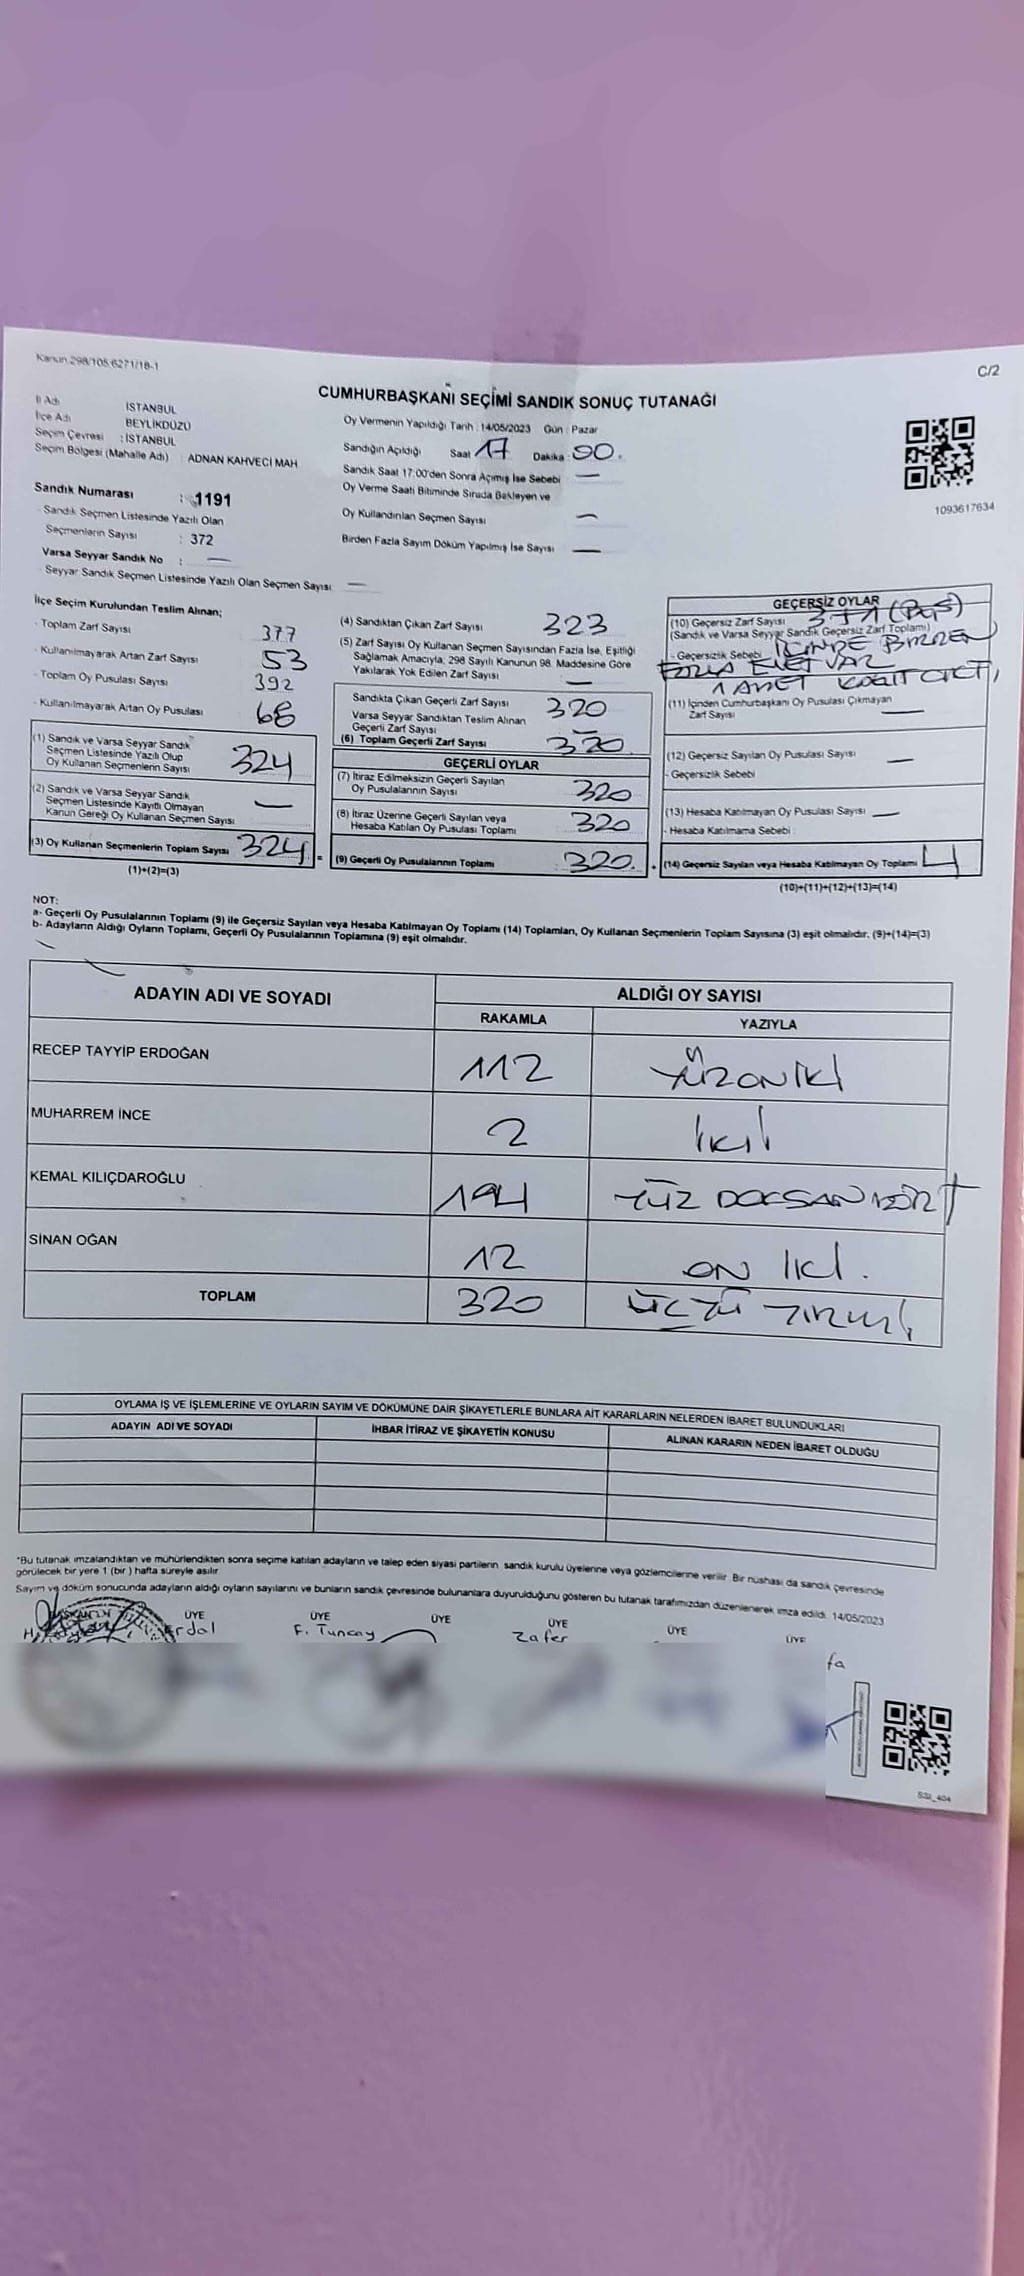 Kanun:298/105:6271/18-1
C/2
CUMHURBAŞKANI SEÇİMİ SANDIK SONUÇ TUTANAĞI
İl Adı İSTANBUL
İlçe Adı BEYLİKDÜZÜ
Seçim Çevresi : İSTANBUL
Seçim Bölgesi (Mahalle Adı) : ADNAN KAHVECİ MAH
Sandık Numarası : 1191
Sandık Seçmen Listesinde Yazılı Olan
Seçmenlerin Sayısı : 372
Varsa Seyyar Sandık No : —
Seyyar Sandık Seçmen Listesinde Yazılı Olan Seçmen Sayısı —
Oy Vermenin Yapıldığı Tarih : 14/05/2023 Gün : Pazar
Sandığın Açıldığı Saat 17 Dakika : 00.
Sandık Saat 17:00'den Sonra Açılmış İse Sebebi —
Oy Verme Saati Bitiminde Sırada Bekleyen ve
Oy Kullandırılan Seçmen Sayısı —
Birden Fazla Sayım Döküm Yapılmış İse Sayısı —
1093617634
İlçe Seçim Kurulundan Teslim Alınan;
- Toplam Zarf Sayısı 377
- Kullanılmayarak Artan Zarf Sayısı 53
- Toplam Oy Pusulası Sayısı 392
- Kullanılmayarak Artan Oy Pusulası 68
(1) Sandık ve Varsa Seyyar Sandık
Seçmen Listesinde Yazılı Olup
Oy Kullanan Seçmenlerin Sayısı 324
(2) Sandık ve Varsa Seyyar Sandık
Seçmen Listesinde Kayıtlı Olmayan
Kanun Gereği Oy Kullanan Seçmen Sayısı —
(3) Oy Kullanan Seçmenlerin Toplam Sayısı 324 =
(1)+(2)=(3)
(4) Sandıktan Çıkan Zarf Sayısı 323
(5) Zarf Sayısı Oy Kullanan Seçmen Sayısından Fazla İse, Eşitliği
Sağlamak Amacıyla, 298 Sayılı Kanunun 98. Maddesine Göre
Yakılarak Yok Edilen Zarf Sayısı —
Sandıkta Çıkan Geçerli Zarf Sayısı 320
Varsa Seyyar Sandıktan Teslim Alınan
Geçerli Zarf Sayısı —
(6) Toplam Geçerli Zarf Sayısı 320
GEÇERLİ OYLAR
(7) İtiraz Edilmeksizin Geçerli Sayılan
Oy Pusulalarının Sayısı 320
(8) İtiraz Üzerine Geçerli Sayılan veya
Hesaba Katılan Oy Pusulası Toplamı 320
(9) Geçerli Oy Pusulalarının Toplamı : 320. +
GEÇERSİZ OYLAR
(10) Geçersiz Zarf Sayısı 3+1 (BOŞ)
(Sandık ve Varsa Seyyar Sandık Geçersiz Zarf Toplamı)
- Geçersizlik Sebebi İÇİNDE BİRDEN
FAZLA EVET VAR
1 ADET KAĞIT
(11) İçinden Cumhurbaşkanı Oy Pusulası Çıkmayan
Zarf Sayısı —
(12) Geçersiz Sayılan Oy Pusulası Sayısı —
- Geçersizlik Sebebi
(13) Hesaba Katılmayan Oy Pusulası Sayısı —
- Hesaba Katılmama Sebebi :
(14) Geçersiz Sayılan veya Hesaba Katılmayan Oy Toplamı 4
(10)+(11)+(12)+(13)=(14)
NOT:
a- Geçerli Oy Pusulalarının Toplamı (9) ile Geçersiz Sayılan veya Hesaba Katılmayan Oy Toplamı (14) Toplamları, Oy Kullanan Seçmenlerin Toplam Sayısına (3) eşit olmalıdır. (9)+(14)=(3)
b- Adayların Aldığı Oyların Toplamı, Geçerli Oy Pusulalarının Toplamına (9) eşit olmalıdır.
ADAYIN ADI VE SOYADI ALDIĞI OY SAYISI
RAKAMLA YAZIYLA
RECEP TAYYİP ERDOĞAN 112 YÜZONİKİ
MUHARREM İNCE 2 İKİ
KEMAL KILIÇDAROĞLU 194 YÜZ DOKSAN DÖRT
SİNAN OĞAN 12 ON İKİ.
TOPLAM 320 ÜÇYÜ YİRMİ
OYLAMA İŞ VE İŞLEMLERİNE VE OYLARIN SAYIM VE DÖKÜMÜNE DAİR ŞİKAYETLERLE BUNLARA AİT KARARLARIN NELERDEN İBARET BULUNDUKLARI
ADAYIN ADI VE SOYADI İHBAR İTİRAZ VE ŞİKAYETİN KONUSU ALINAN KARARIN NEDEN İBARET OLDUĞU
*Bu tutanak imzalandıktan ve mühürlendikten sonra seçime katılan adayların ve talep eden siyasi partilerin sandık kurulu üyelerine veya gözlemcilerine verilir. Bir nüshası da sandık çevresinde
görülecek bir yere 1 (bir) hafta süreyle asılır.
Sayım ve döküm sonucunda adayların aldığı oyların sayılarını ve bunların sandık çevresinde bulunanlara duyurulduğunu gösteren bu tutanak tarafımızdan düzenlenerek imza edildi. 14/05/2023
ÜYE ÜYE ÜYE ÜYE ÜYE ÜYE
Erdal F. Tuncay Zafer
fa
SSI_404